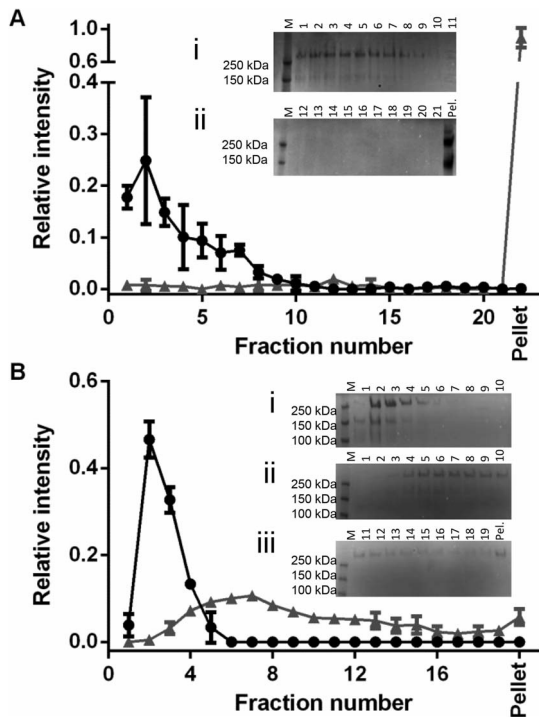 A
1.0
0.8
0.6
0.4
0.3
0.2
0.1
0.0
Relative intensity
i
M 1 2 3 4 5 6 7 8 9 10 11
250 kDa
150 kDa
ii
M 12 13 14 15 16 17 18 19 20 21 Pel.
250 kDa
150 kDa
0 5 10 15 20 Pellet
Fraction number
B
0.6
0.4
0.2
0.0
Relative intensity
i
M 1 2 3 4 5 6 7 8 9 10
250 kDa
150 kDa
100 kDa
ii
M 1 2 3 4 5 6 7 8 9 10
250 kDa
150 kDa
100 kDa
iii
M 11 12 13 14 15 16 17 18 19 Pel.
250 kDa
150 kDa
100 kDa
0 4 8 12 16 Pellet
Fraction number